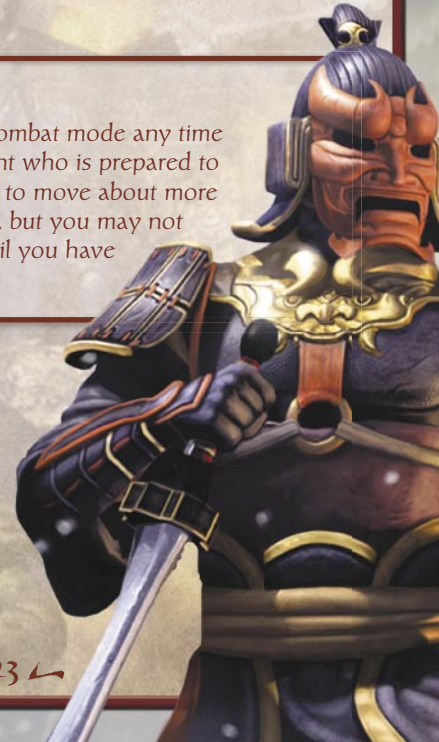 ombat mode any time
nt who is prepared to
to move about more
, but you may not
il you have
23